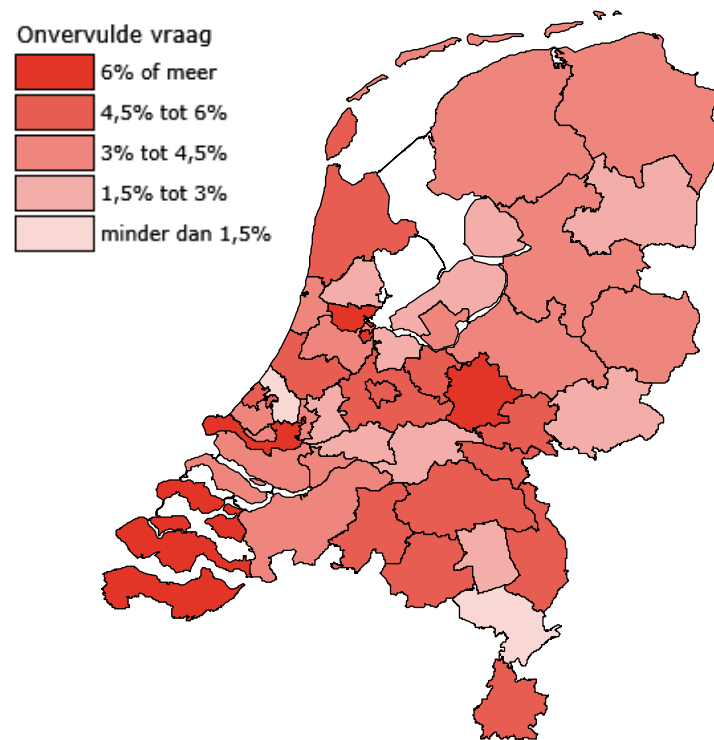 Onvervulde vraag
6% of meer
4,5% tot 6%
3% tot 4,5%
1,5% tot 3%
minder dan 1,5%